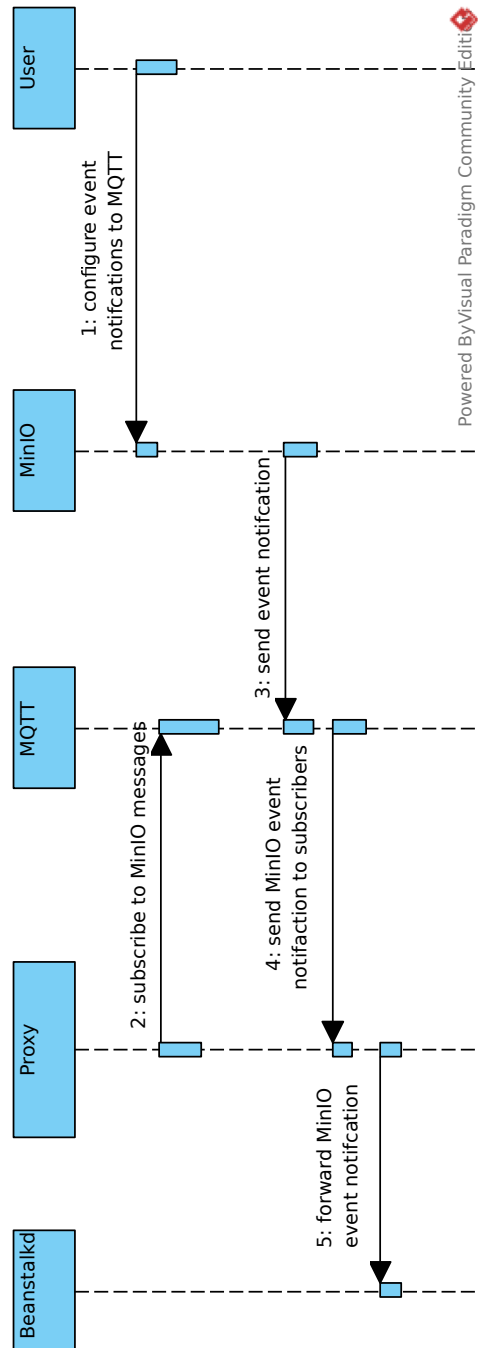 Beanstalkd
Proxy
MQTT
MinIO
User
1: configure event
notifcations to MQTT
2: subscribe to MinIO messages
3: send event notifcation
4: send MinIO event
notifaction to subscribers
5: forward MinIO
event notifcation
Powered ByVisual Paradigm Community Editi